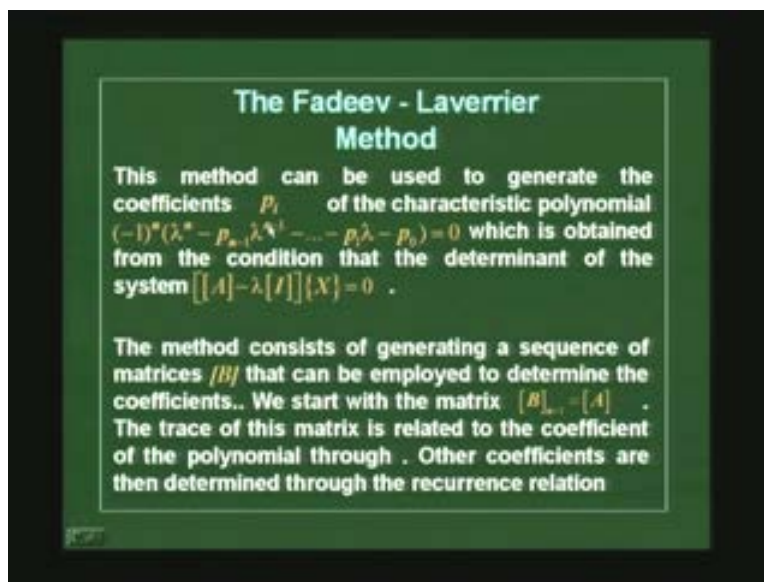 The Fadeev - Laverrier
Method
This method can be used to generate the
coefficients p_i of the characteristic polynomial
(-1)^n(λ^n - p_{n-1}λ^{n-1} - ... - p_1λ - p_0) = 0 which is obtained
from the condition that the determinant of the
system [[A]-λ[I]]{X}=0 .
The method consists of generating a sequence of
matrices [B] that can be employed to determine the
coefficients.. We start with the matrix [B]_{n-1}=[A] .
The trace of this matrix is related to the coefficient
of the polynomial through . Other coefficients are
then determined through the recurrence relation